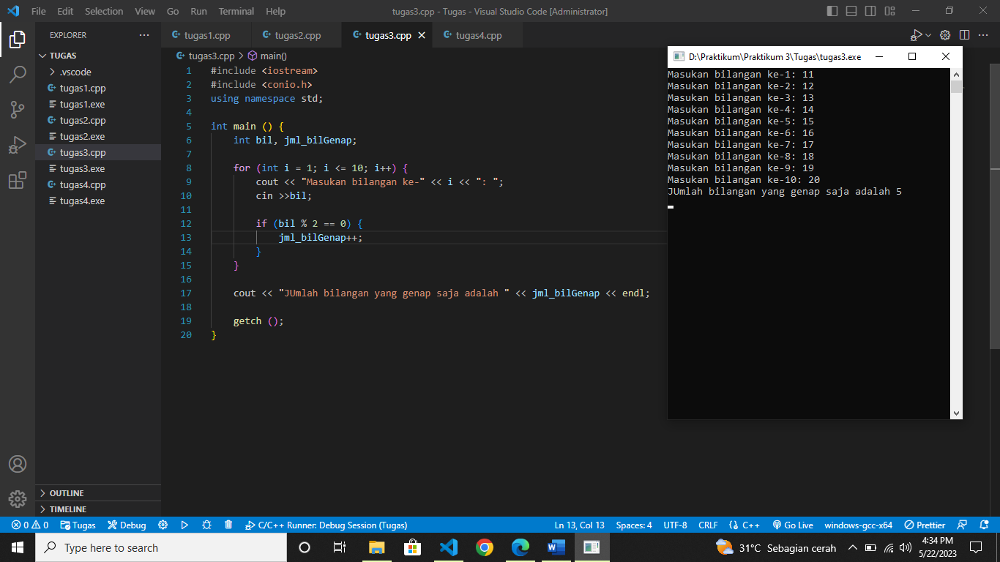 File Edit Selection View Go Run Terminal Help
tugas3.cpp - Tugas - Visual Studio Code [Administrator]
EXPLORER
TUGAS
.vscode
tugas1.cpp
tugas1.exe
tugas2.cpp
tugas2.exe
tugas3.cpp
tugas3.exe
tugas4.cpp
tugas4.exe
OUTLINE
TIMELINE
tugas1.cpp tugas2.cpp tugas3.cpp tugas4.cpp
tugas3.cpp > main()
1 #include <iostream>
2 #include <conio.h>
3 using namespace std;
4
5 int main () {
6 int bil, jml_bilGenap;
7
8 for (int i = 1; i <= 10; i++) {
9 cout << "Masukan bilangan ke-" << i << ": ";
10 cin >>bil;
11
12 if (bil % 2 == 0) {
13 jml_bilGenap++;
14 }
15 }
16
17 cout << "JUmlah bilangan yang genap saja adalah " << jml_bilGenap << endl;
18
19 getch ();
20 }
D:\Praktikum\Praktikum 3\Tugas\tugas3.exe
Masukan bilangan ke-1: 11
Masukan bilangan ke-2: 12
Masukan bilangan ke-3: 13
Masukan bilangan ke-4: 14
Masukan bilangan ke-5: 15
Masukan bilangan ke-6: 16
Masukan bilangan ke-7: 17
Masukan bilangan ke-8: 18
Masukan bilangan ke-9: 19
Masukan bilangan ke-10: 20
JUmlah bilangan yang genap saja adalah 5
0 0 Tugas Debug C/C++ Runner: Debug Session (Tugas)
Ln 13, Col 13 Spaces: 4 UTF-8 CRLF {} C++ Go Live windows-gcc-x64 Prettier
Type here to search
31°C Sebagian cerah
4:34 PM
5/22/2023